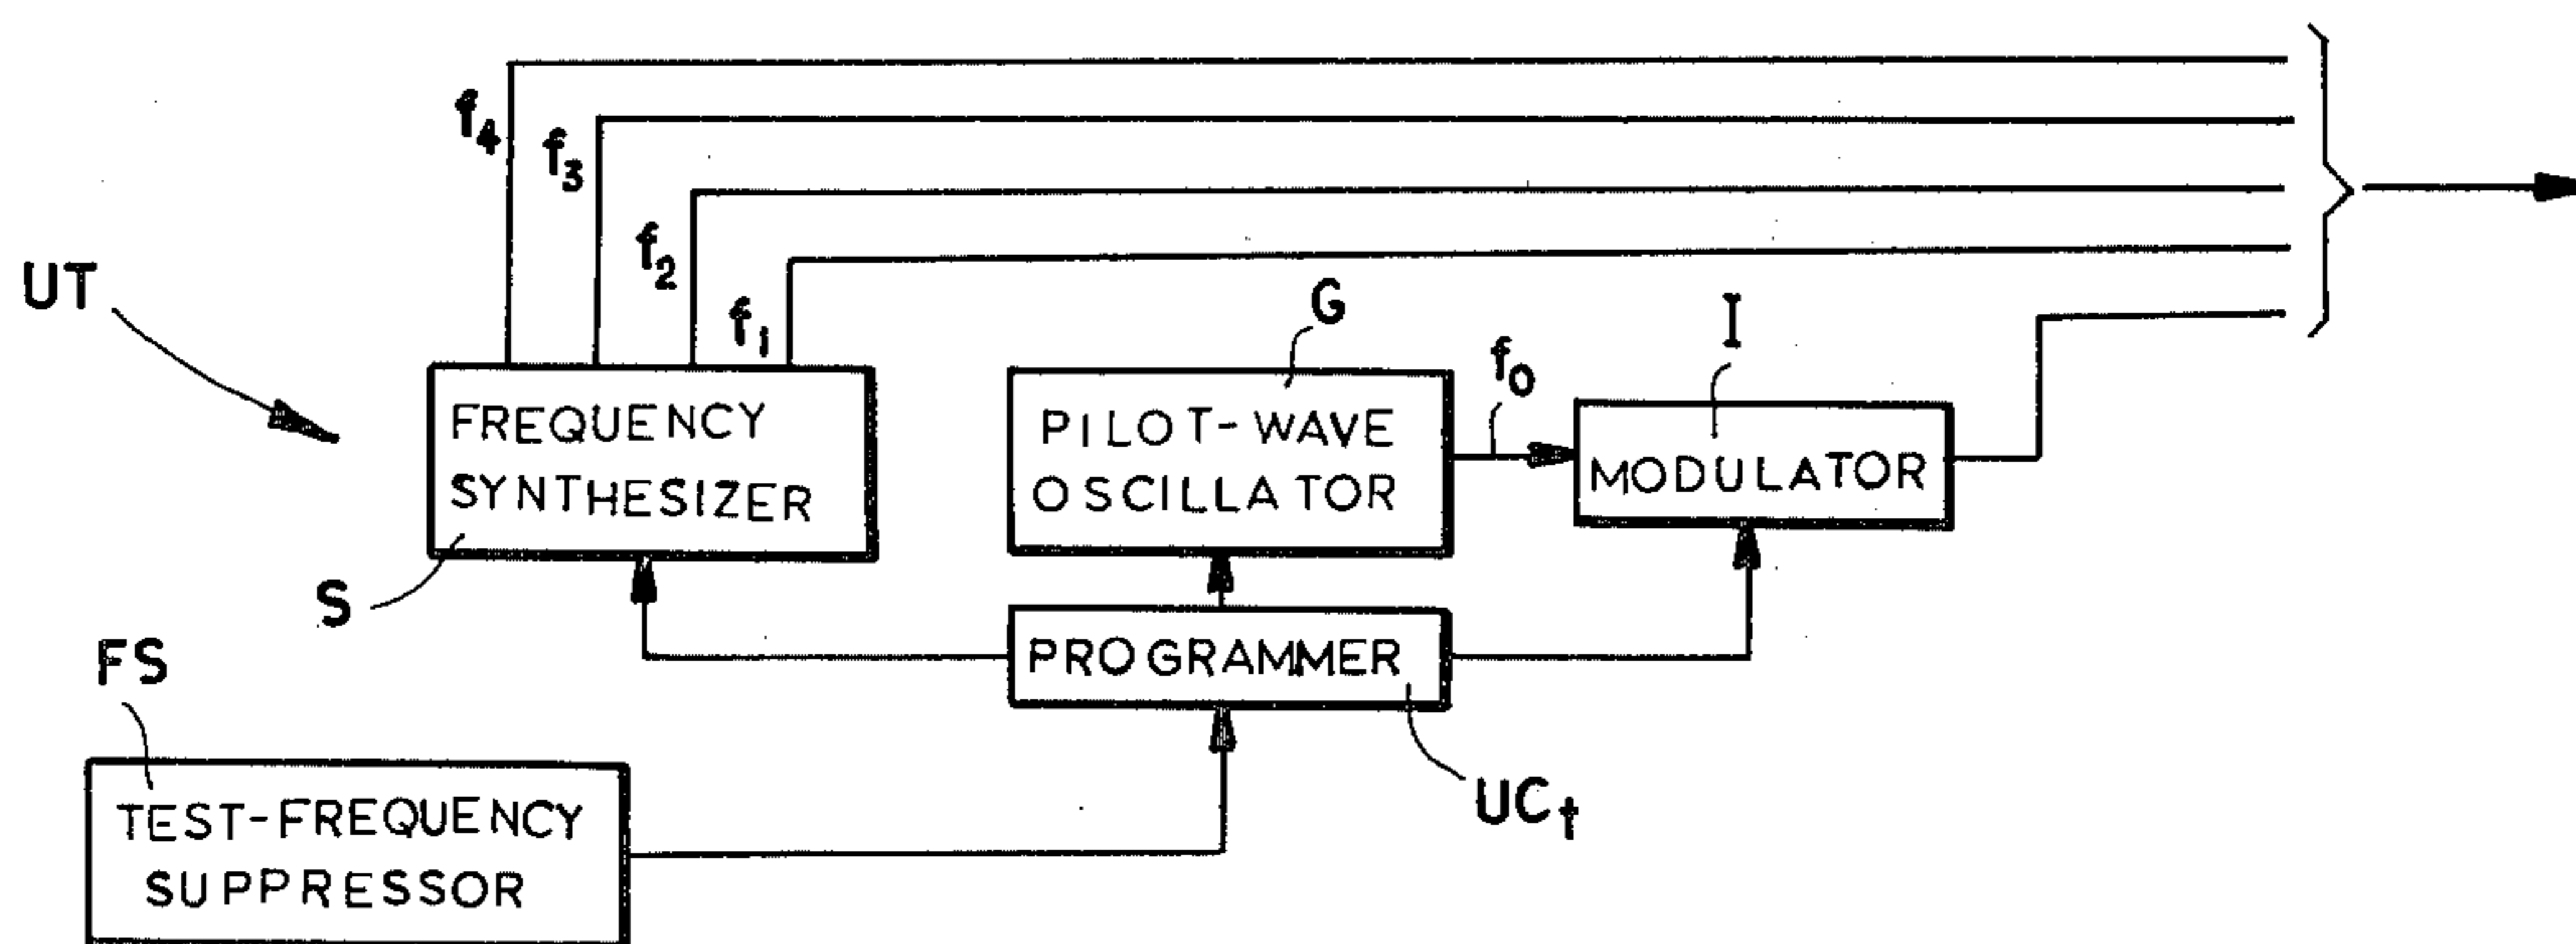 f4
f3
f2
f1
UT
G
I
f0
FREQUENCY
SYNTHESIZER
PILOT-WAVE
OSCILLATOR
MODULATOR
S
PROGRAMMER
FS
UCt
TEST-FREQUENCY
SUPPRESSOR